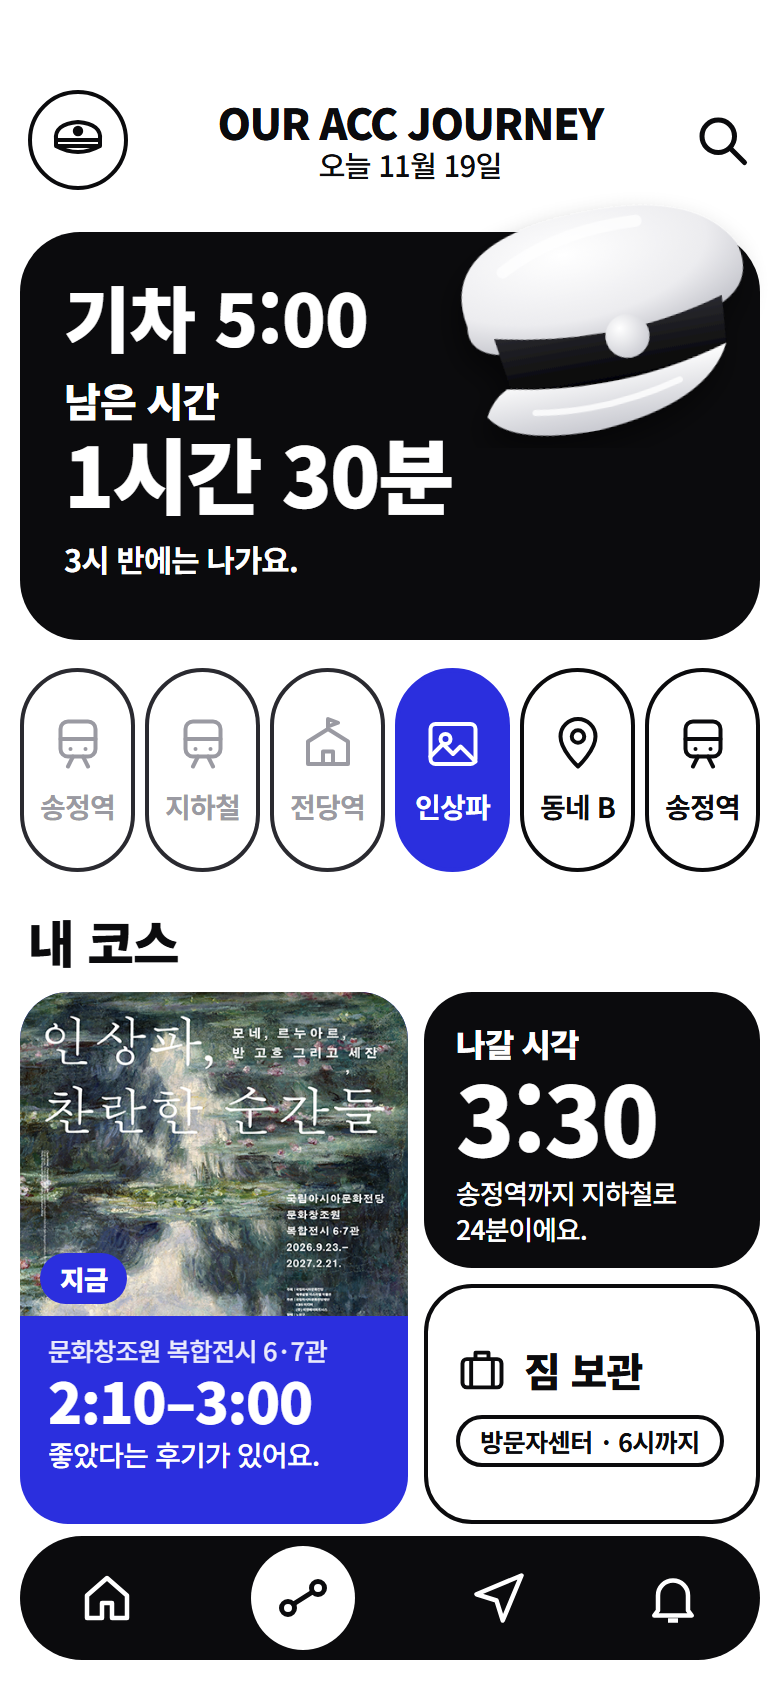 OUR ACC JOURNEY
오늘 11월 19일
기차 5:00
남은 시간
1시간 30분
3시 반에는 나가요.
송정역
지하철
전당역
인상파
동네 B
송정역
내 코스
인상파,
모네, 르누아르,
반 고흐 그리고 세잔
찬란한 순간들
국립아시아문화전당
문화창조원
복합전시 6·7관
2026.9.23.–
2027.2.21.
지금
문화창조원 복합전시 6·7관
2:10–3:00
좋았다는 후기가 있어요.
나갈 시각
3:30
송정역까지 지하철로
24분이에요.
짐 보관
방문자센터 · 6시까지